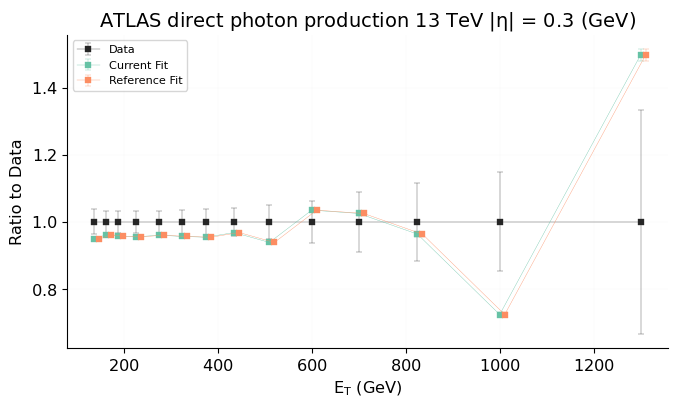 ATLAS direct photon production 13 TeV |η| = 0.3 (GeV)
Data
Current Fit
Reference Fit
Ratio to Data
1.4
1.2
1.0
0.8
200
400
600
800
1000
1200
E_T (GeV)